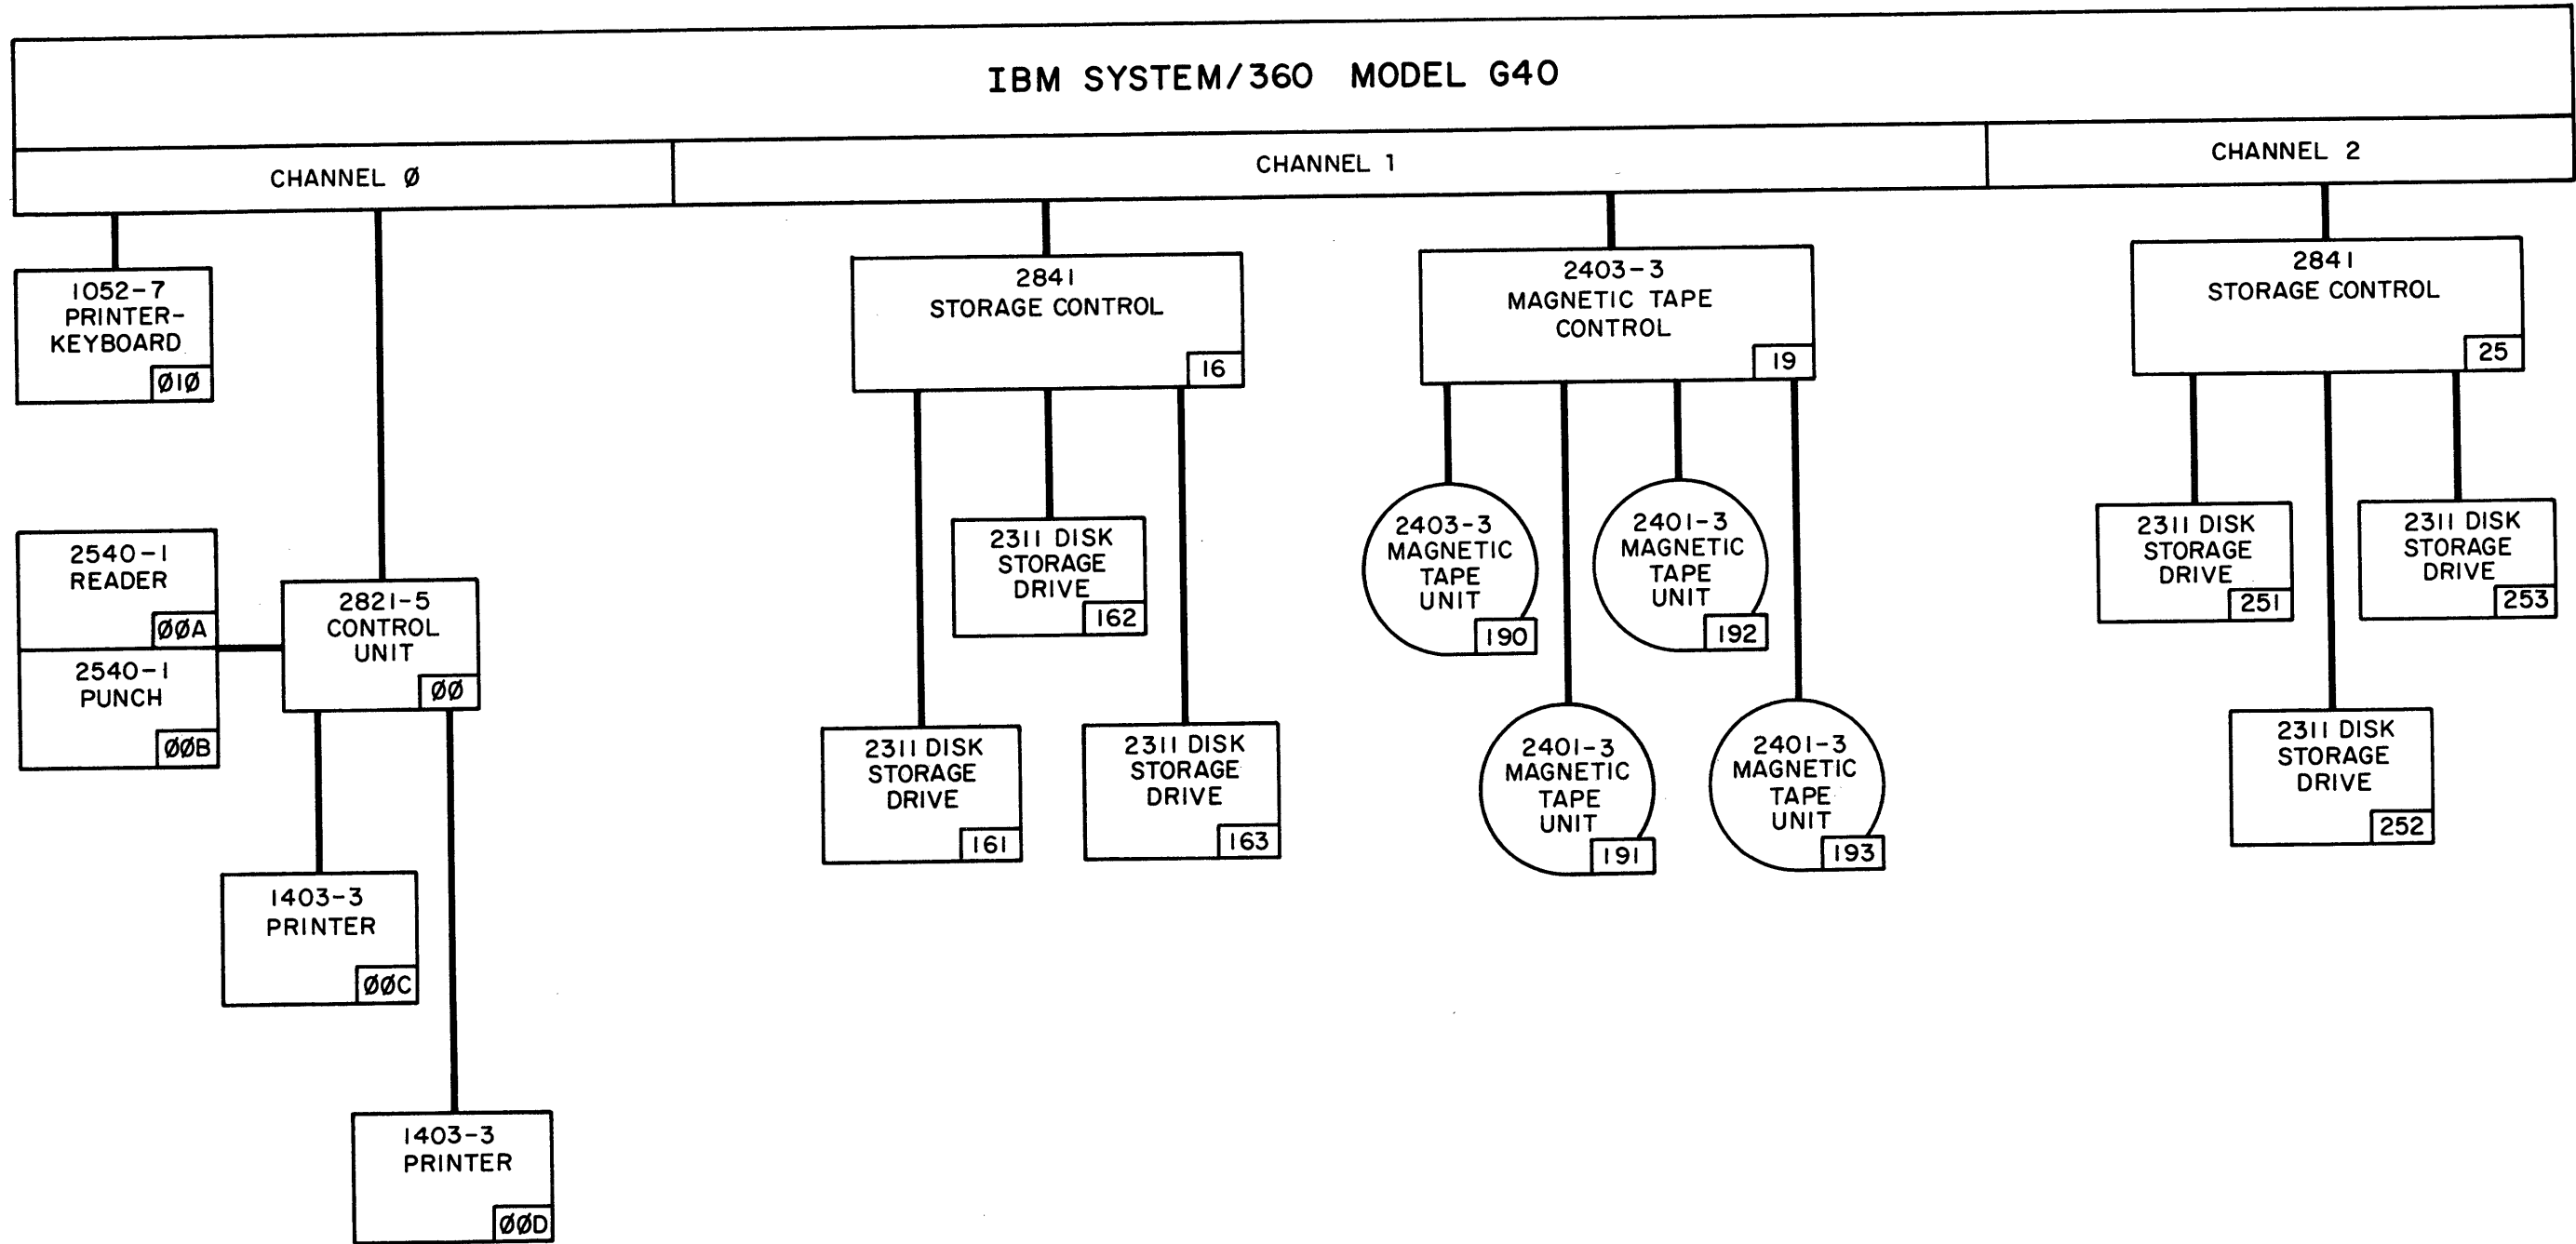 IBM SYSTEM/360 MODEL G40
CHANNEL Ø
CHANNEL 1
CHANNEL 2
1052-7
PRINTER-
KEYBOARD
Ø1Ø
2841
STORAGE CONTROL
16
2403-3
MAGNETIC TAPE
CONTROL
19
2841
STORAGE CONTROL
25
2540-1
READER
ØØA
2540-1
PUNCH
ØØB
2821-5
CONTROL
UNIT
ØØ
1403-3
PRINTER
ØØC
1403-3
PRINTER
ØØD
2311 DISK
STORAGE
DRIVE
161
2311 DISK
STORAGE
DRIVE
162
2311 DISK
STORAGE
DRIVE
163
2403-3
MAGNETIC
TAPE
UNIT
190
2401-3
MAGNETIC
TAPE
UNIT
191
2401-3
MAGNETIC
TAPE
UNIT
192
2401-3
MAGNETIC
TAPE
UNIT
193
2311 DISK
STORAGE
DRIVE
251
2311 DISK
STORAGE
DRIVE
252
2311 DISK
STORAGE
DRIVE
253